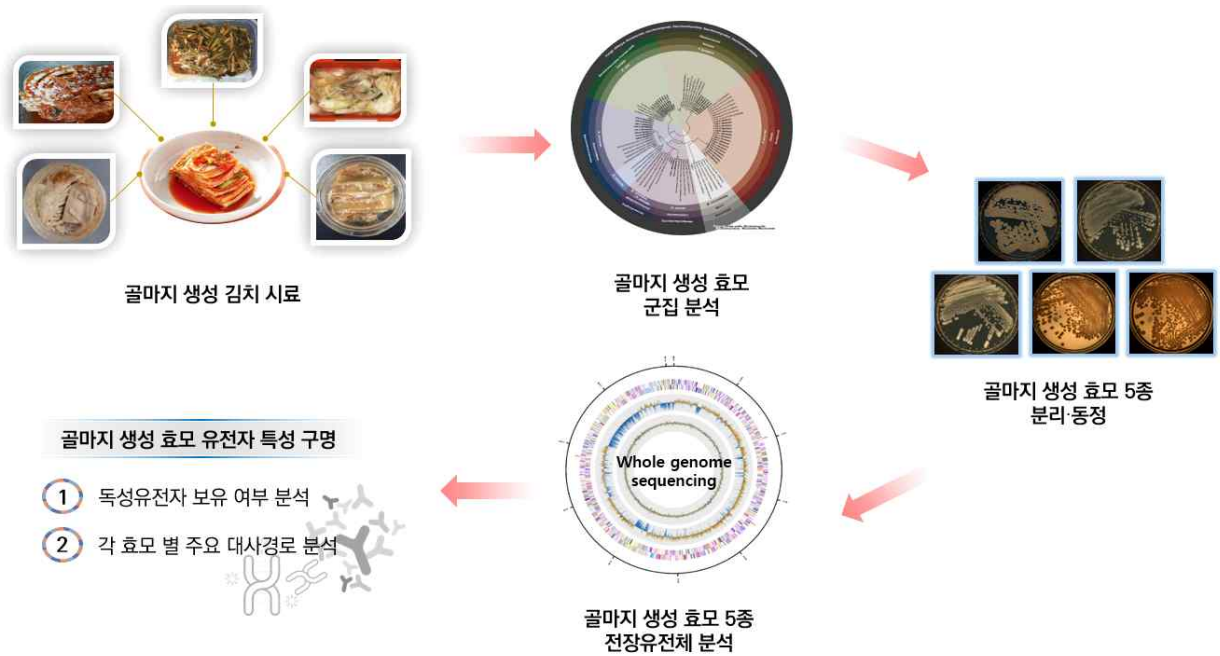 골마지 생성 김치 시료
골마지 생성 효모
군집 분석
골마지 생성 효모 5종
분리·동정
Whole genome
sequencing
골마지 생성 효모 5종
전장유전체 분석
골마지 생성 효모 유전자 특성 구명
1 독성유전자 보유 여부 분석
2 각 효모 별 주요 대사경로 분석